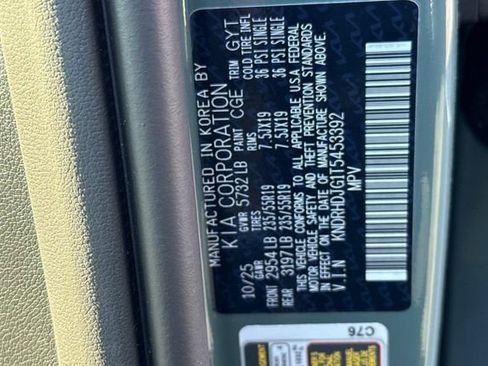 MANUFACTURED IN KOREA BY
KIA CORPORATION
10/25 GVWR 5732 LB PAINT CGE TRIM GYT
GAWR TIRES RIMS COLD TIRE INFL
FRONT 2954 LB 235/55R19 7.5JX19 36 PSI SINGLE
REAR 3197 LB 235/55R19 7.5JX19 36 PSI SINGLE
THIS VEHICLE CONFORMS TO ALL APPLICABLE U.S.A FEDERAL
MOTOR VEHICLE SAFETY AND THEFT PREVENTION STANDARDS
IN EFFECT ON THE DATE OF MANUFACTURE SHOWN ABOVE.
V.I.N KNDRHDJG1T5453392
MPV
C76